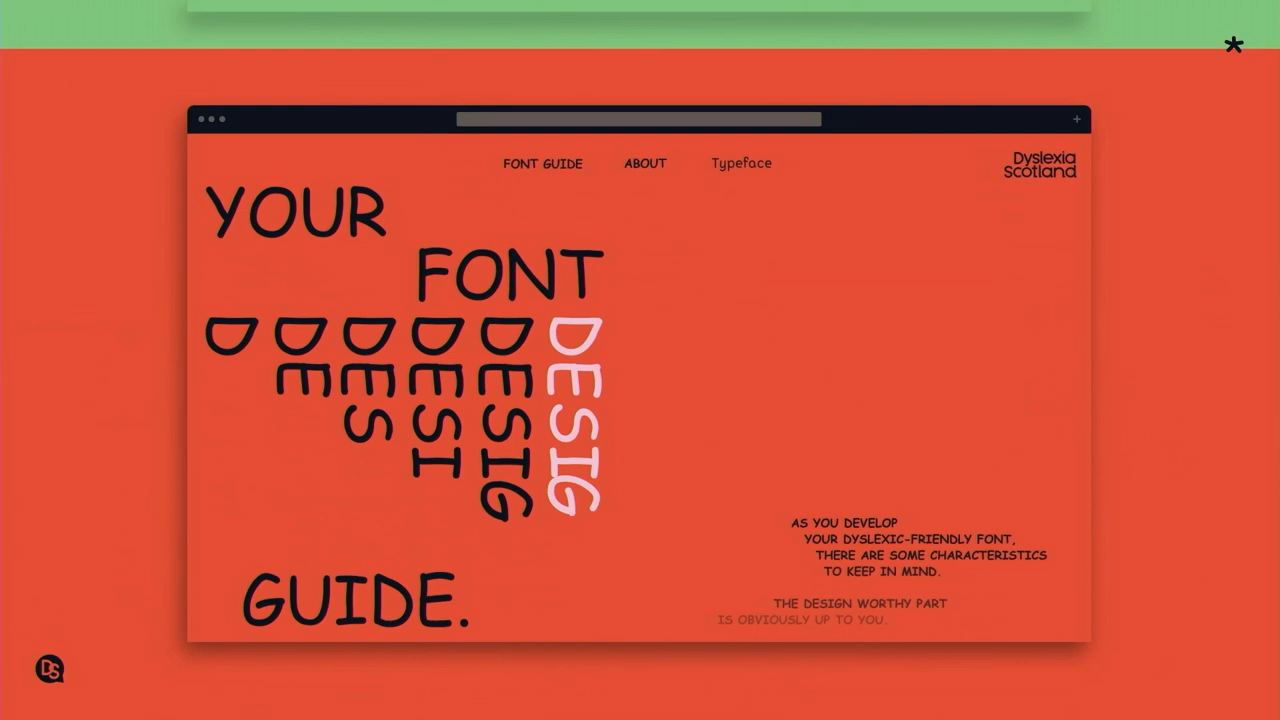 *
FONT GUIDE ABOUT Typeface
Dyslexia
Scotland
YOUR
FONT
D DE DES DESI DESIG DESIG
GUIDE.
AS YOU DEVELOP
YOUR DYSLEXIC-FRIENDLY FONT,
THERE ARE SOME CHARACTERISTICS
TO KEEP IN MIND.
THE DESIGN WORTHY PART
IS OBVIOUSLY UP TO YOU.
DS